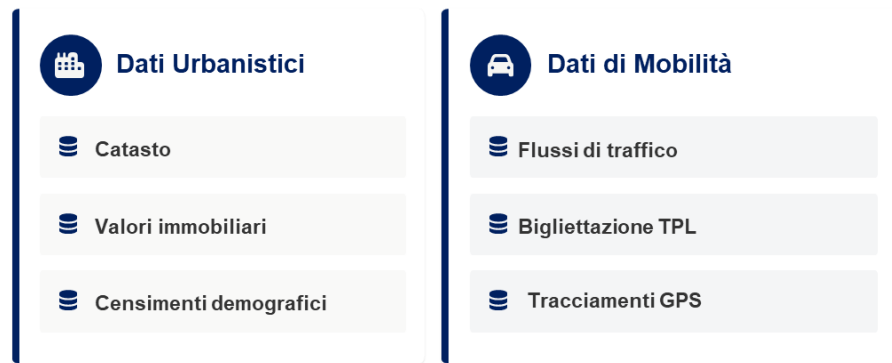 Dati Urbanistici
Catasto
Valori immobiliari
Censimenti demografici
Dati di Mobilità
Flussi di traffico
Bigliettazione TPL
Tracciamenti GPS